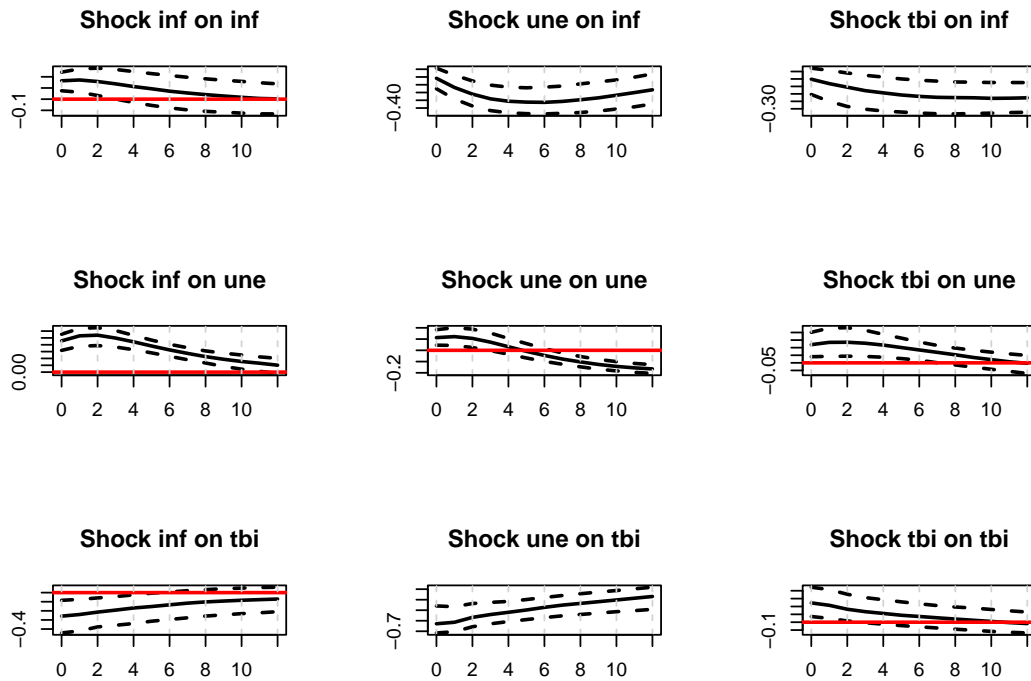 Shock inf on inf
Shock une on inf
Shock tbi on inf
−0.1
−0.40
−0.30
0 2 4 6 8 10
0 2 4 6 8 10
0 2 4 6 8 10
Shock inf on une
Shock une on une
Shock tbi on une
0.00
−0.2
−0.05
0 2 4 6 8 10
0 2 4 6 8 10
0 2 4 6 8 10
Shock inf on tbi
Shock une on tbi
Shock tbi on tbi
−0.4
−0.7
−0.1
0 2 4 6 8 10
0 2 4 6 8 10
0 2 4 6 8 10